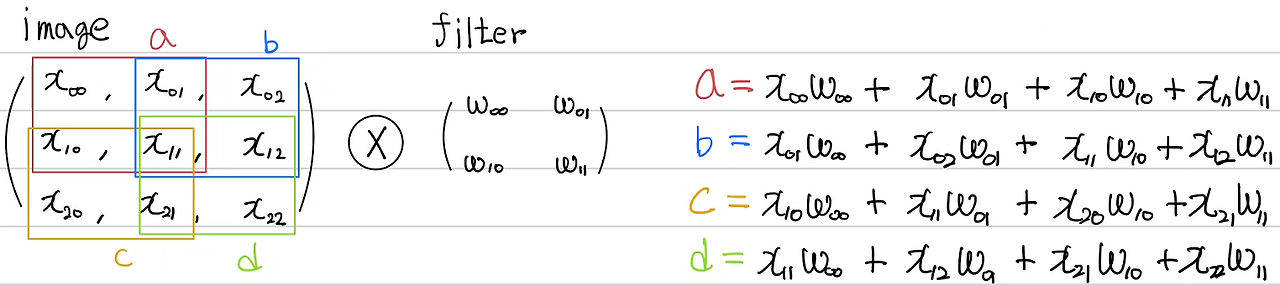 image
a
b
filter
x₀₀ , x₀₁ , x₀₂
x₁₀ , x₁₁ , x₁₂
x₂₀ , x₂₁ , x₂₂
c
d
X
w₀₀ w₀₁
w₁₀ w₁₁
a = x₀₀w₀₀ + x₀₁w₀₁ + x₁₀w₁₀ + x₁₁w₁₁
b = x₀₁w₀₀ + x₀₂w₀₁ + x₁₁w₁₀ + x₁₂w₁₁
c = x₁₀w₀₀ + x₁₁w₀₁ + x₂₀w₁₀ + x₂₁w₁₁
d = x₁₁w₀₀ + x₁₂w₀₁ + x₂₁w₁₀ + x₂₂w₁₁